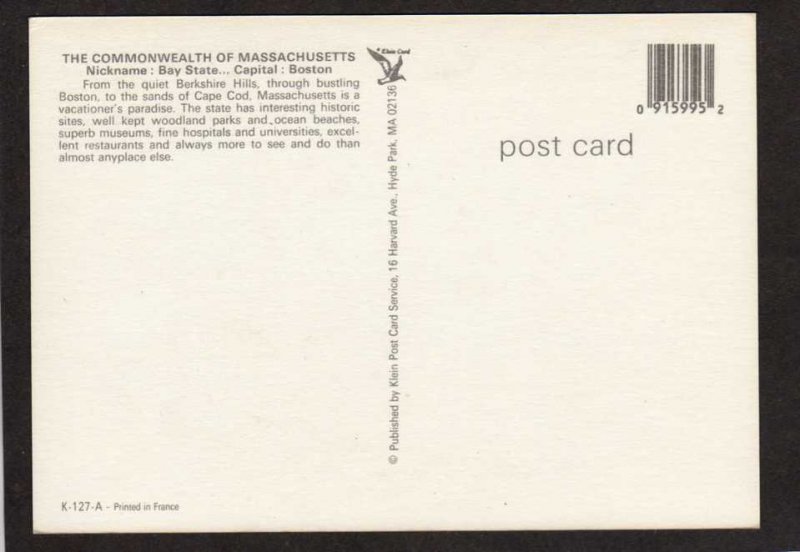 THE COMMONWEALTH OF MASSACHUSETTS
Nickname : Bay State... Capital : Boston
From the quiet Berkshire Hills, through bustling
Boston, to the sands of Cape Cod, Massachusetts is a
vacationer's paradise. The state has interesting historic
sites, well kept woodland parks and ocean beaches,
superb museums, fine hospitals and universities, excel-
lent restaurants and always more to see and do than
almost anyplace else.
Klein Card
© Published by Klein Post Card Service, 16 Harvard Ave., Hyde Park, MA 02136
0 915995 2
post card
K-127-A - Printed in France